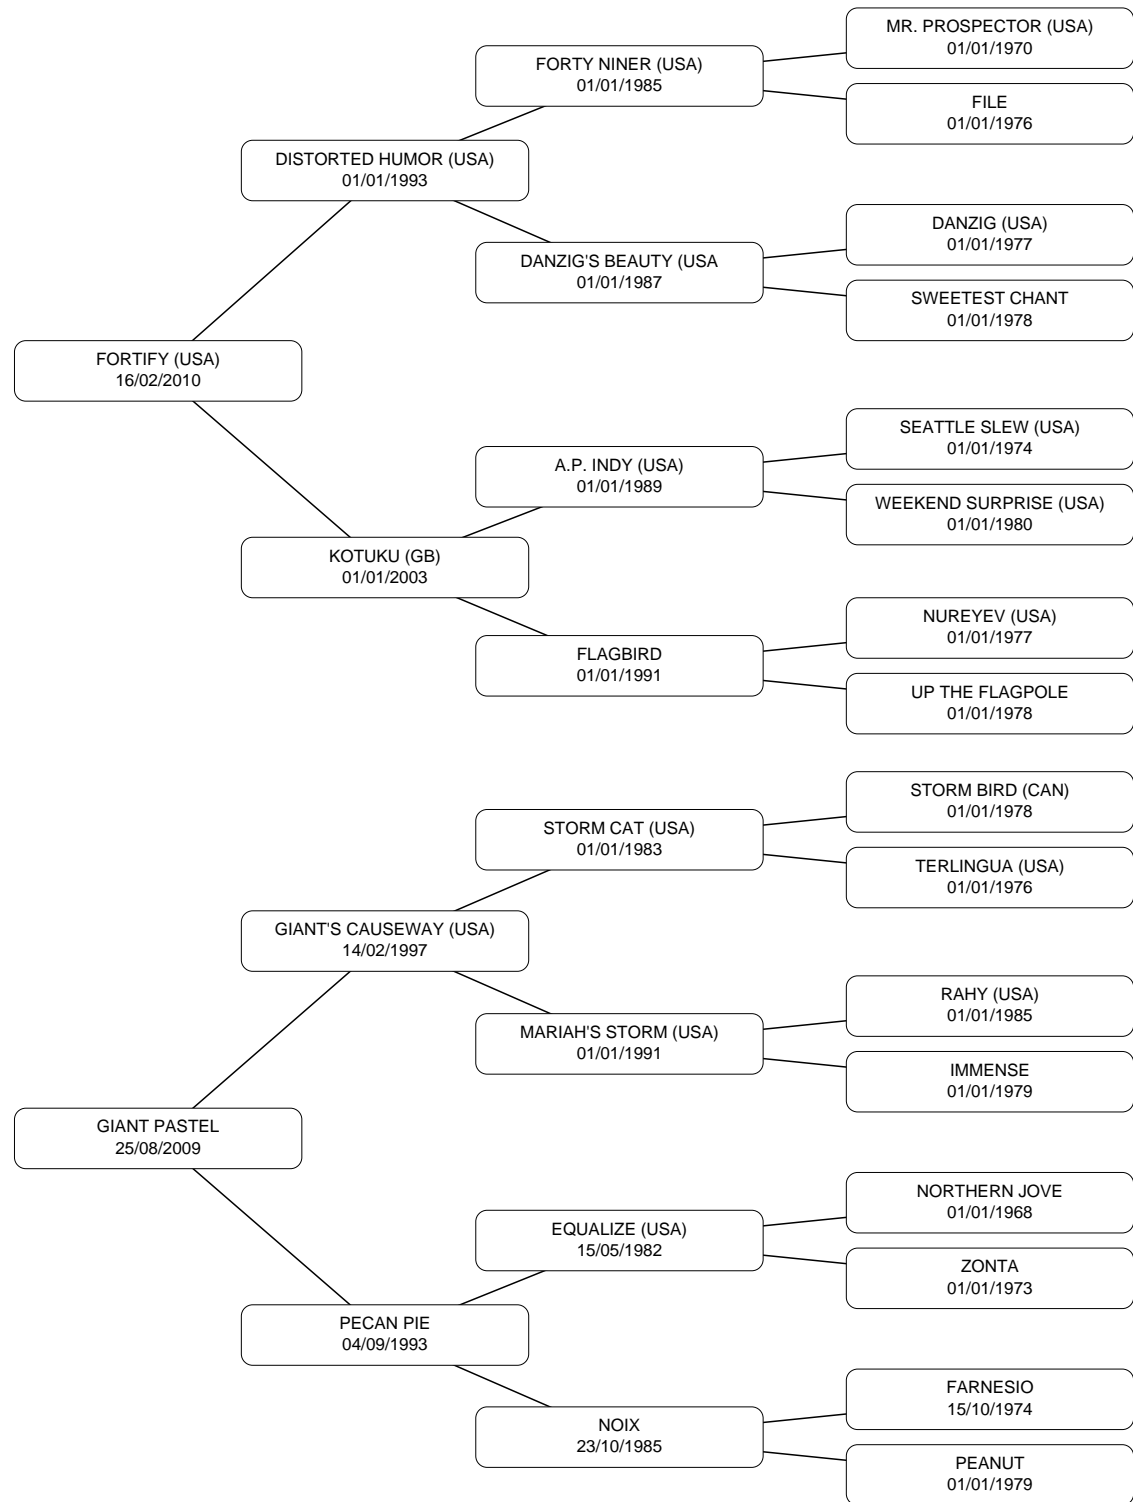 MR. PROSPECTOR (USA)
01/01/1970
FORTY NINER (USA)
01/01/1985
FILE
01/01/1976
DISTORTED HUMOR (USA)
01/01/1993
DANZIG (USA)
01/01/1977
DANZIG'S BEAUTY (USA
01/01/1987
SWEETEST CHANT
01/01/1978
FORTIFY (USA)
16/02/2010
SEATTLE SLEW (USA)
01/01/1974
A.P. INDY (USA)
01/01/1989
WEEKEND SURPRISE (USA)
01/01/1980
KOTUKU (GB)
01/01/2003
NUREYEV (USA)
01/01/1977
FLAGBIRD
01/01/1991
UP THE FLAGPOLE
01/01/1978
STORM BIRD (CAN)
01/01/1978
STORM CAT (USA)
01/01/1983
TERLINGUA (USA)
01/01/1976
GIANT'S CAUSEWAY (USA)
14/02/1997
RAHY (USA)
01/01/1985
MARIAH'S STORM (USA)
01/01/1991
IMMENSE
01/01/1979
GIANT PASTEL
25/08/2009
NORTHERN JOVE
01/01/1968
EQUALIZE (USA)
15/05/1982
ZONTA
01/01/1973
PECAN PIE
04/09/1993
FARNESIO
15/10/1974
NOIX
23/10/1985
PEANUT
01/01/1979